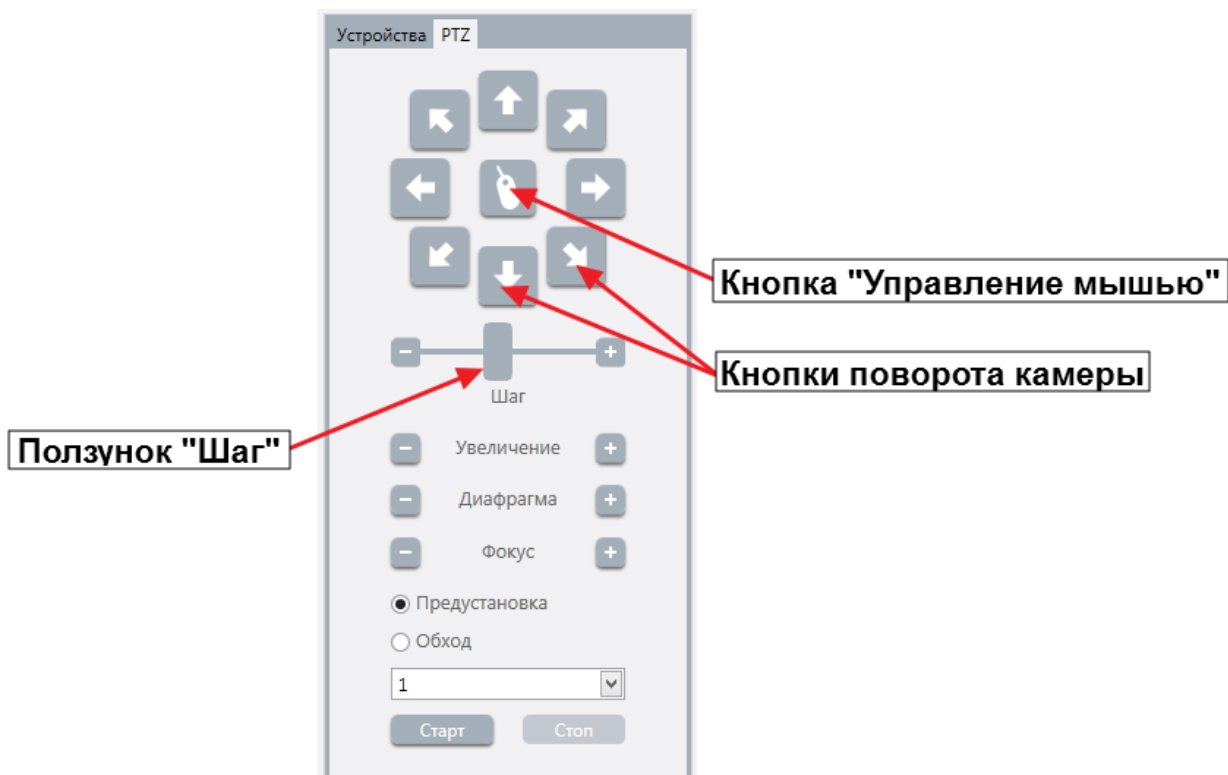 Устройства PTZ
Кнопка "Управление мышью"
Кнопки поворота камеры
Шаг
Ползунок "Шаг"
Увеличение
Диафрагма
Фокус
Предустановка
Обход
1
Старт Стоп